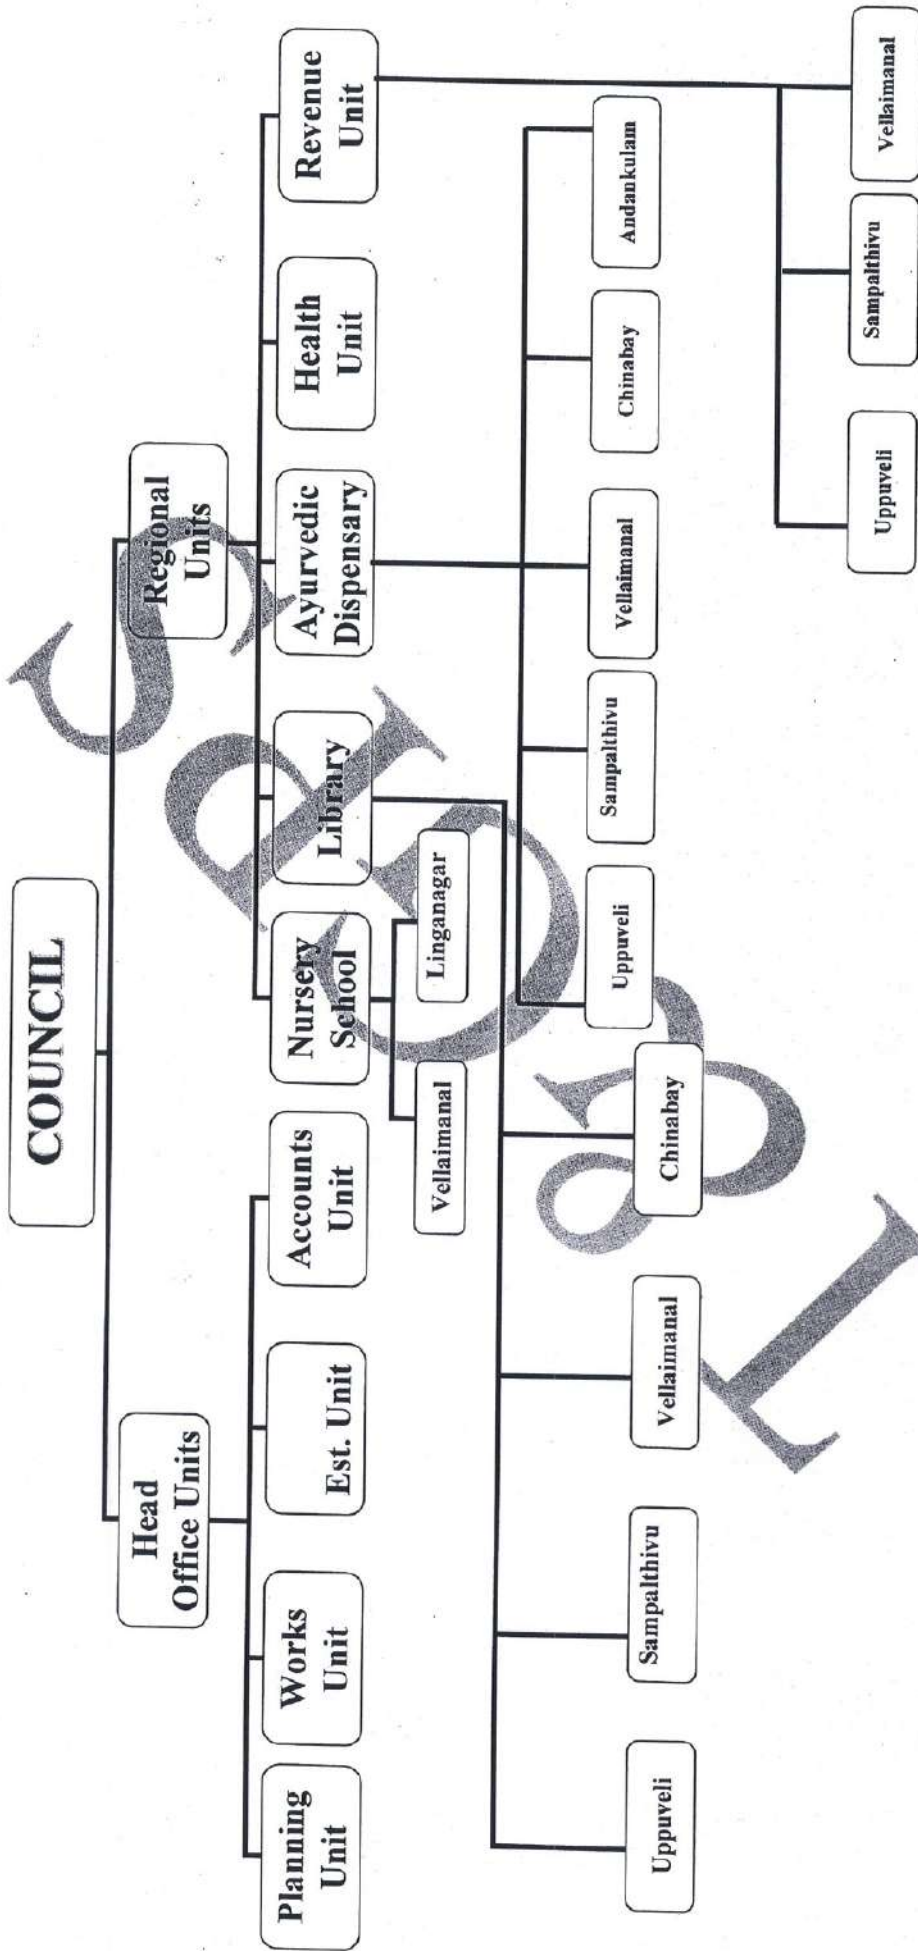 COUNCIL
Head
Office Units
Regional
Units
Planning
Unit
Works
Unit
Est. Unit
Accounts
Unit
Nursery
School
Library
Ayurvedic
Dispensary
Health
Unit
Revenue
Unit
Vellaimanal
Linganagar
Uppuveli
Sampalthivu
Vellaimanal
Chinabay
Uppuveli
Sampalthivu
Vellaimanal
Chinabay
Andankulam
Uppuveli
Sampalthivu
Vellaimanal